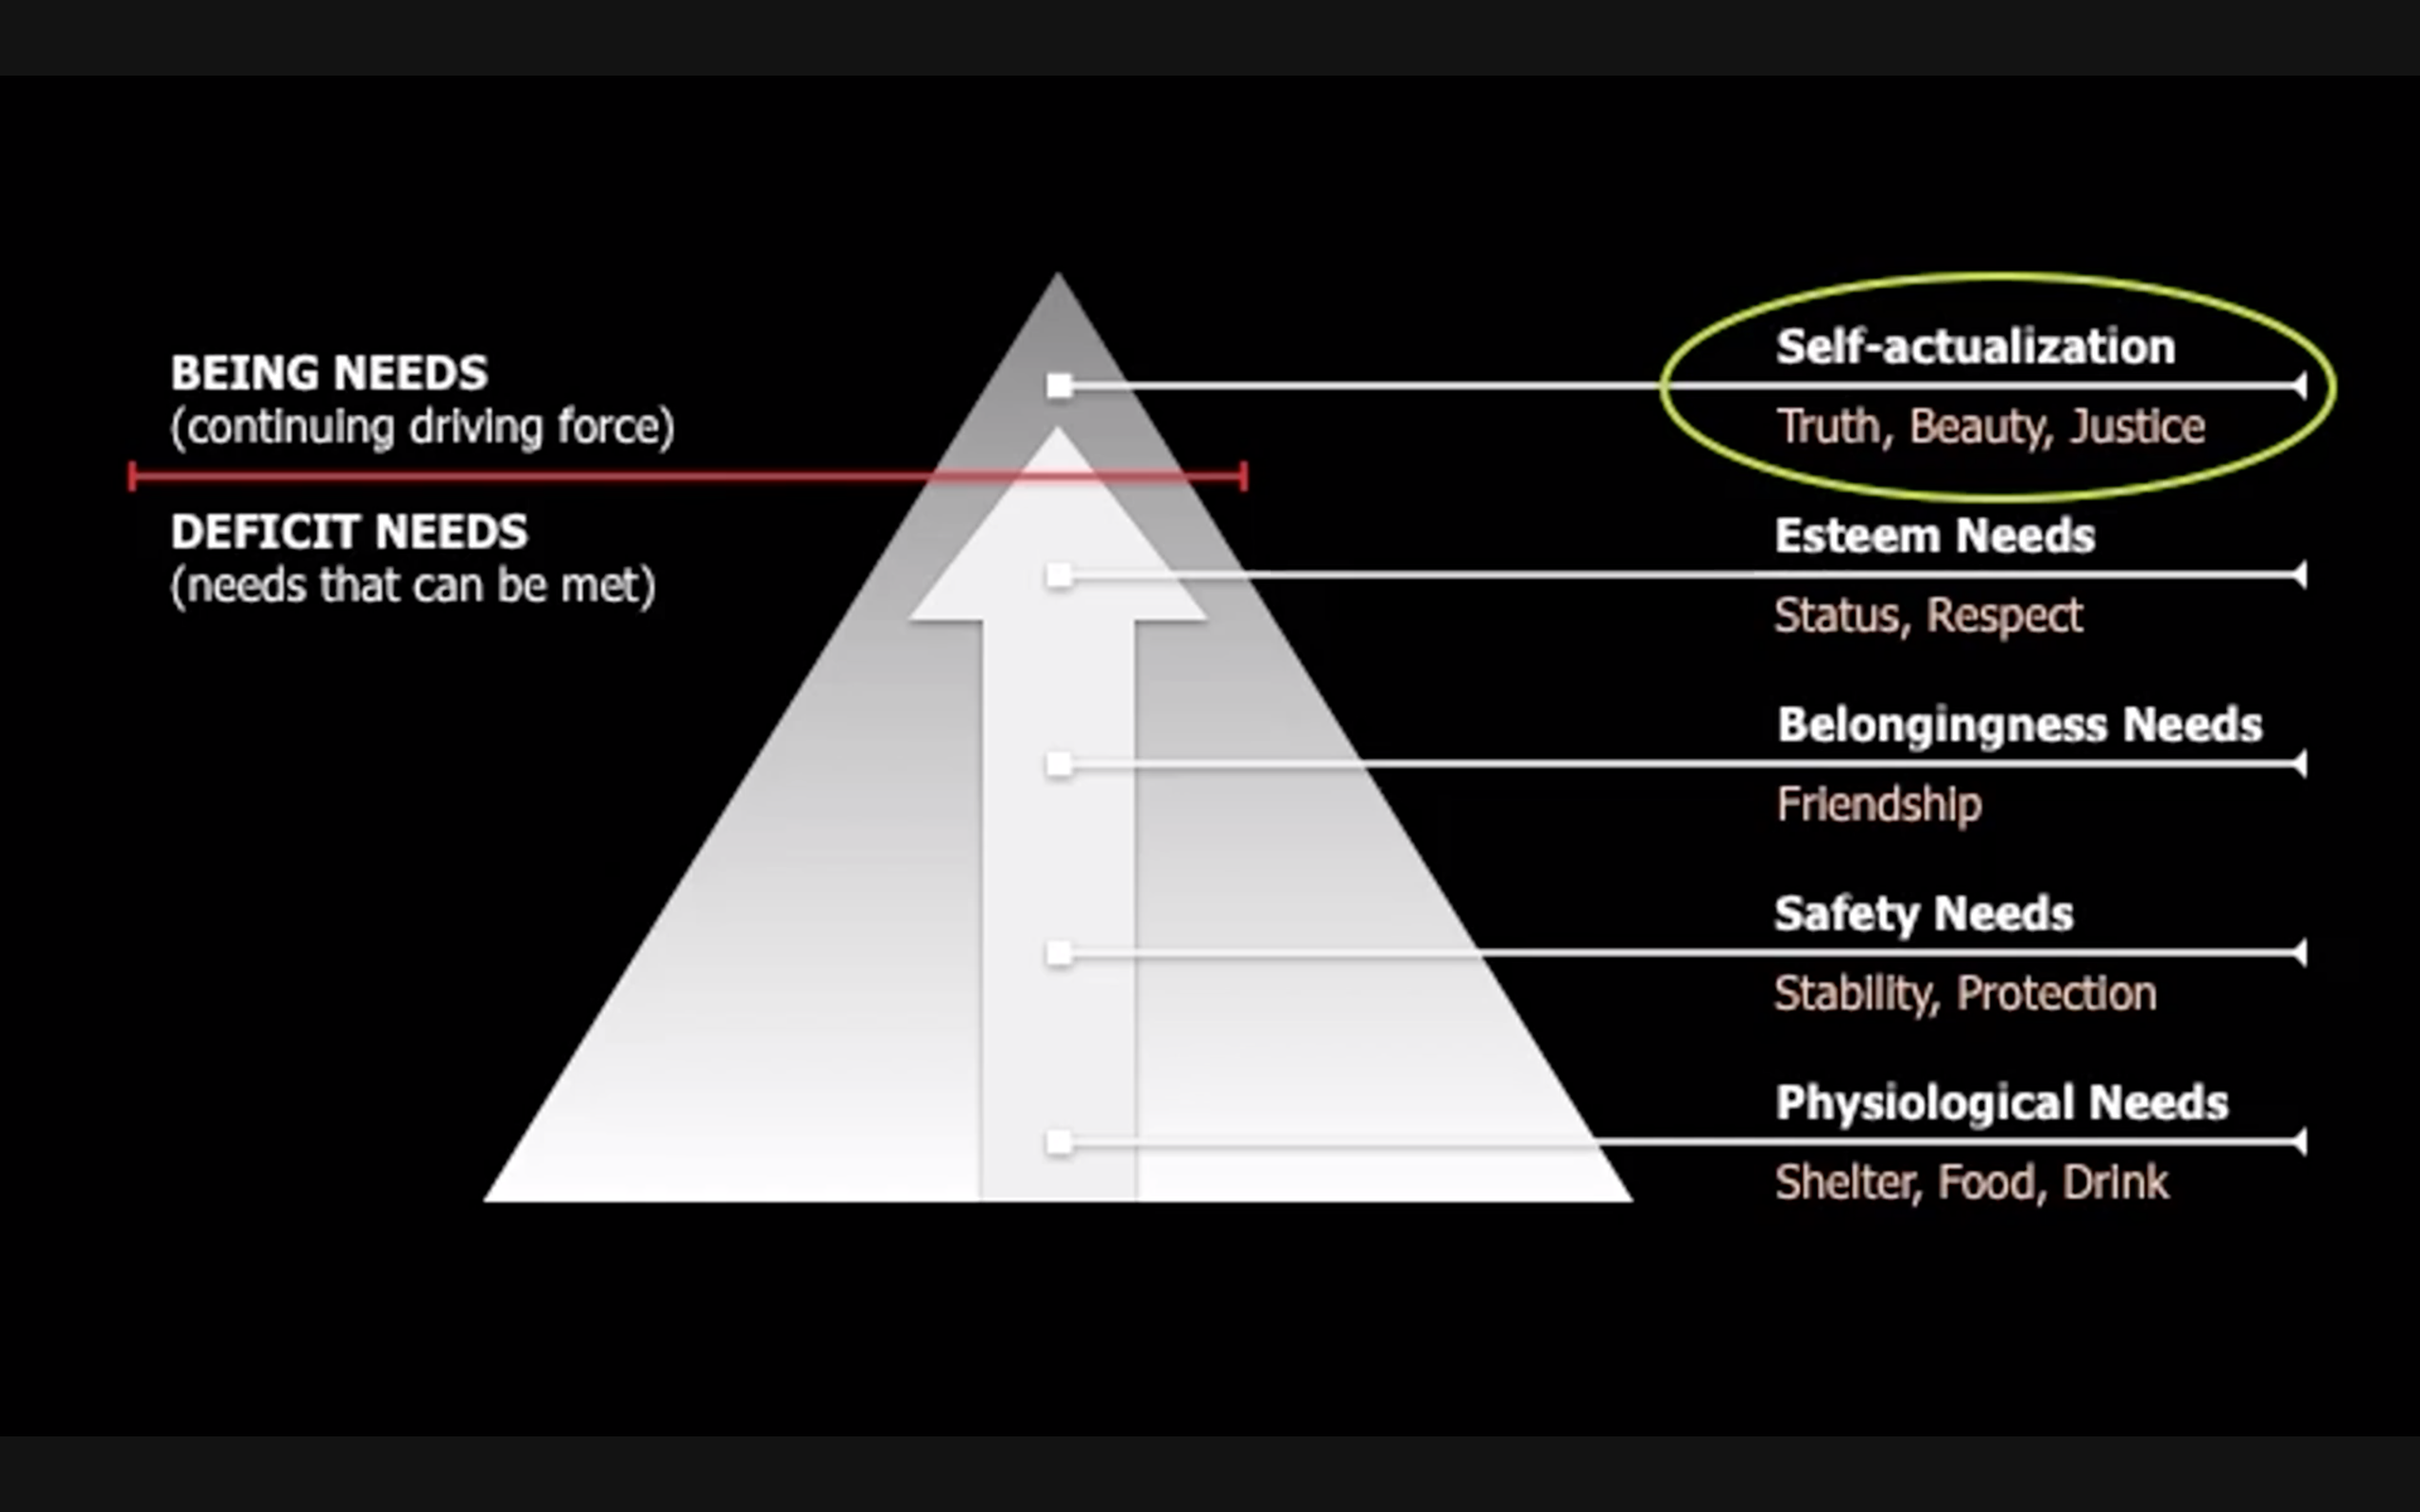 BEING NEEDS
(continuing driving force)
DEFICIT NEEDS
(needs that can be met)
Self-actualization
Truth, Beauty, Justice
Esteem Needs
Status, Respect
Belongingness Needs
Friendship
Safety Needs
Stability, Protection
Physiological Needs
Shelter, Food, Drink